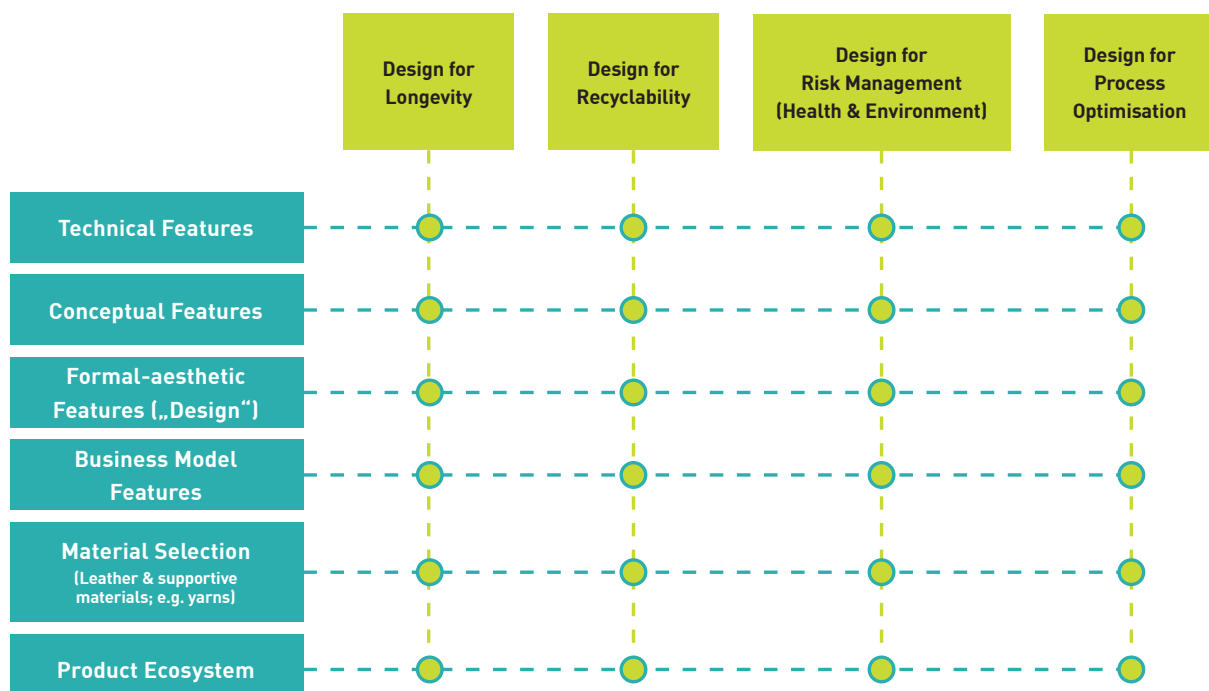 Design for
Longevity
Design for
Recyclability
Design for
Risk Management
(Health & Environment)
Design for
Process
Optimisation
Technical Features
Conceptual Features
Formal-aesthetic
Features („Design“)
Business Model
Features
Material Selection
(Leather & supportive
materials; e.g. yarns)
Product Ecosystem